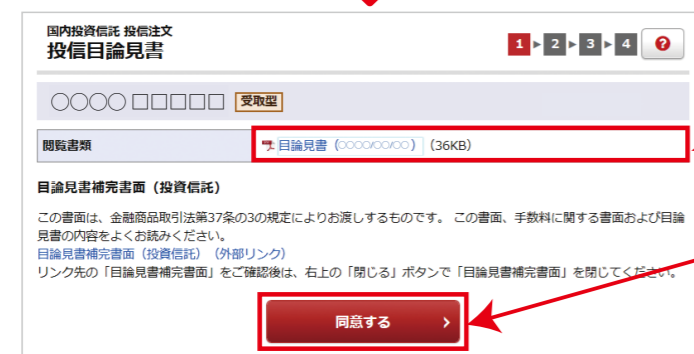 国内投資信託 投信注文
投信目論見書
1 ▶ 2 ▶ 3 ▶ 4 ?
○○○○ □□□□□ 受取型
閲覧書類 目論見書（○○○○/○○/○○）（36KB）
目論見書補完書面（投資信託）
この書面は、金融商品取引法第37条の3の規定によりお渡しするものです。 この書面、手数料に関する書面および目論
見書の内容をよくお読みください。
目論見書補完書面（投資信託）（外部リンク）
リンク先の「目論見書補完書面」をご確認後は、右上の「閉じる」ボタンで「目論見書補完書面」を閉じてください。
同意する